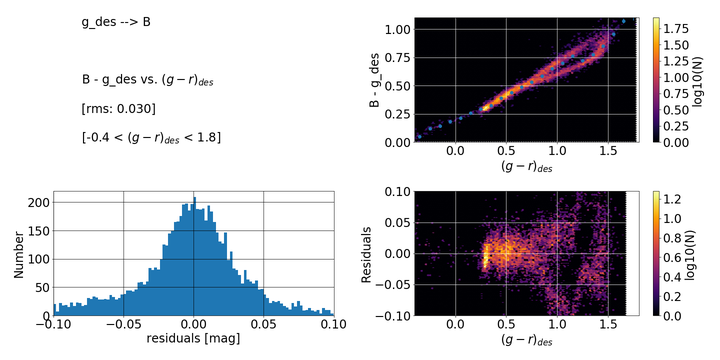 g_des --> B
B - g_des vs. (g − r)des
[rms: 0.030]
[-0.4 < (g − r)des < 1.8]
1.00
0.75
0.50
0.25
0.00
B - g_des
0.0 0.5 1.0 1.5
(g − r)des
1.75
1.50
1.25
1.00
0.75
0.50
0.25
0.00
log10(N)
200
150
100
50
0
Number
−0.10 −0.05 0.00 0.05 0.10
residuals [mag]
0.10
0.05
0.00
−0.05
−0.10
Residuals
0.0 0.5 1.0 1.5
(g − r)des
1.2
1.0
0.8
0.6
0.4
0.2
0.0
log10(N)